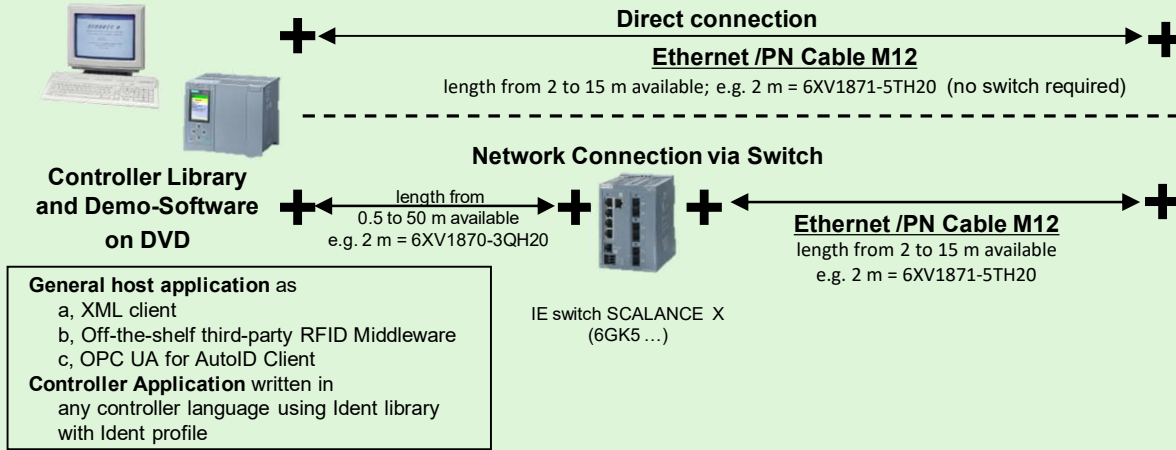 Direct connection
Ethernet /PN Cable M12
length from 2 to 15 m available; e.g. 2 m = 6XV1871-5TH20 (no switch required)
Network Connection via Switch
Controller Library
and Demo-Software
on DVD
length from
0.5 to 50 m available
e.g. 2 m = 6XV1870-3QH20
Ethernet /PN Cable M12
length from 2 to 15 m available
e.g. 2 m = 6XV1871-5TH20
IE switch SCALANCE X
(6GK5 ...)
General host application as
a, XML client
b, Off-the-shelf third-party RFID Middleware
c, OPC UA for AutoID Client
Controller Application written in
any controller language using Ident library
with Ident profile